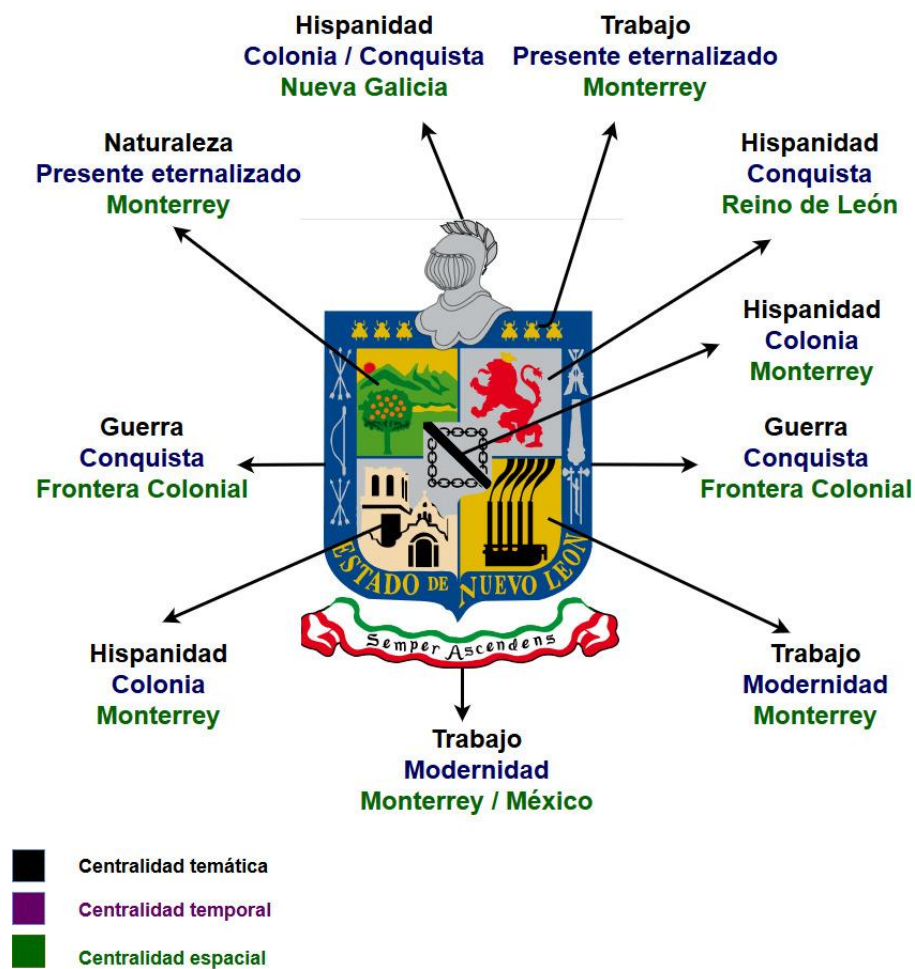 Hispanidad
Colonia / Conquista
Nueva Galicia
Trabajo
Presente eternalizado
Monterrey
Naturaleza
Presente eternalizado
Monterrey
Hispanidad
Conquista
Reino de León
Hispanidad
Colonia
Monterrey
Guerra
Conquista
Frontera Colonial
Guerra
Conquista
Frontera Colonial
ESTADO DE NUEVO LEÓN
Semper Ascendens
Hispanidad
Colonia
Monterrey
Trabajo
Modernidad
Monterrey
Trabajo
Modernidad
Monterrey / México
Centralidad temática
Centralidad temporal
Centralidad espacial